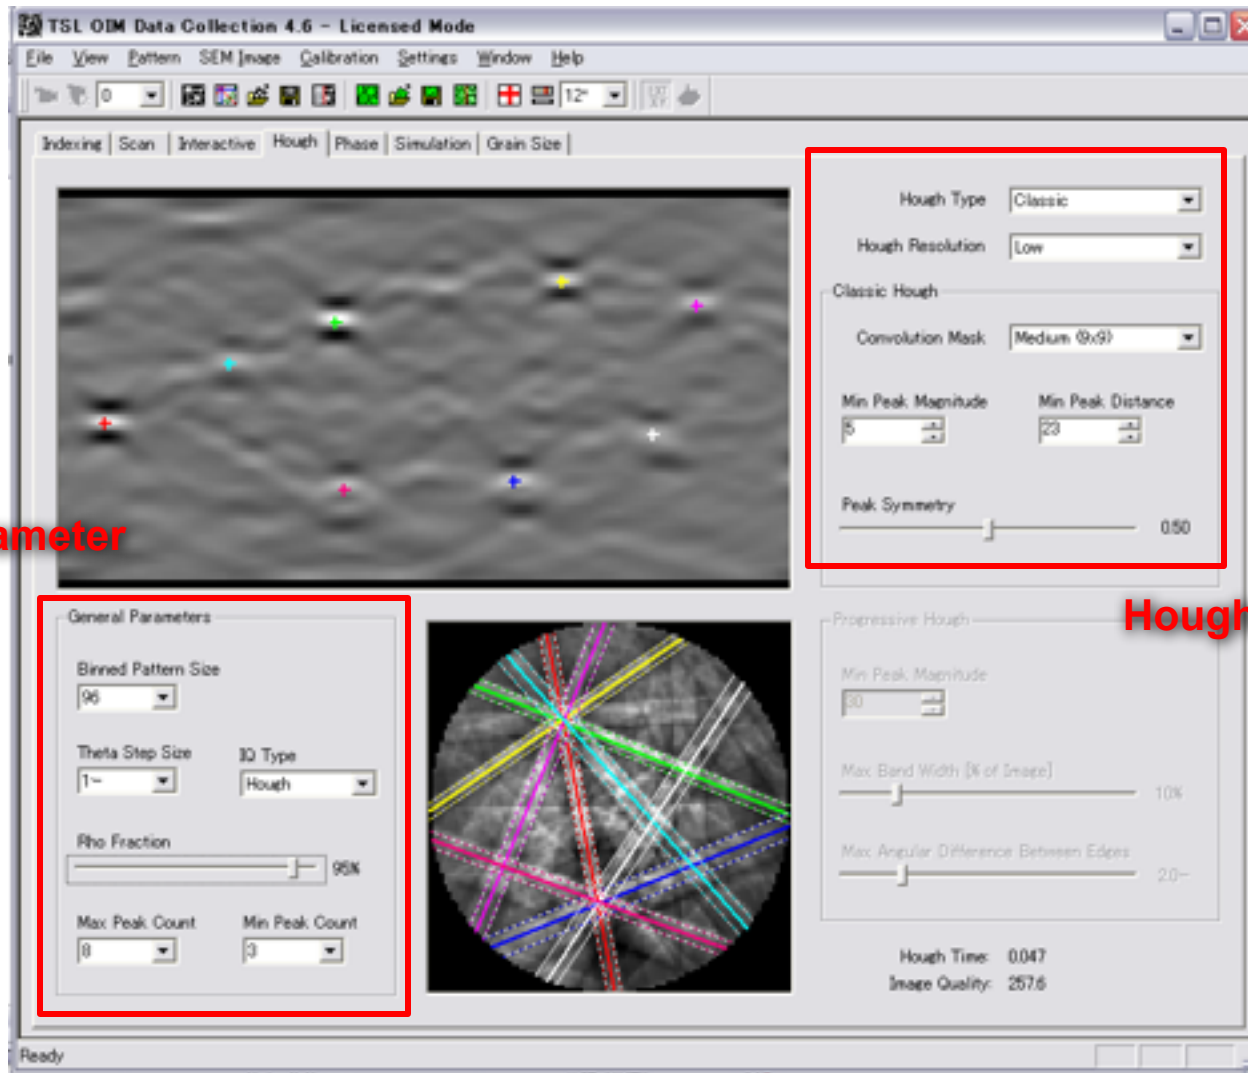 TSL OIM Data Collection 4.6 - Licensed Mode
File View Pattern SEM Image Calibration Settings Window Help
0 12"
Indexing Scan Interactive Hough Phase Simulation Grain Size
Hough Type Classic
Hough Resolution Low
Classic Hough
Convolution Mask Medium (9x9)
Min Peak Magnitude Min Peak Distance
5 23
Peak Symmetry
0.50
ameter
Hough
General Parameters
Binned Pattern Size
96
Theta Step Size IQ Type
1~ Hough
Rho Fraction
95%
Max Peak Count Min Peak Count
8 3
Progressive Hough
Min Peak Magnitude
30
Max Band Width [% of Image]
10%
Max Angular Difference Between Edges
2.0~
Hough Time: 0.047
Image Quality: 257.6
Ready